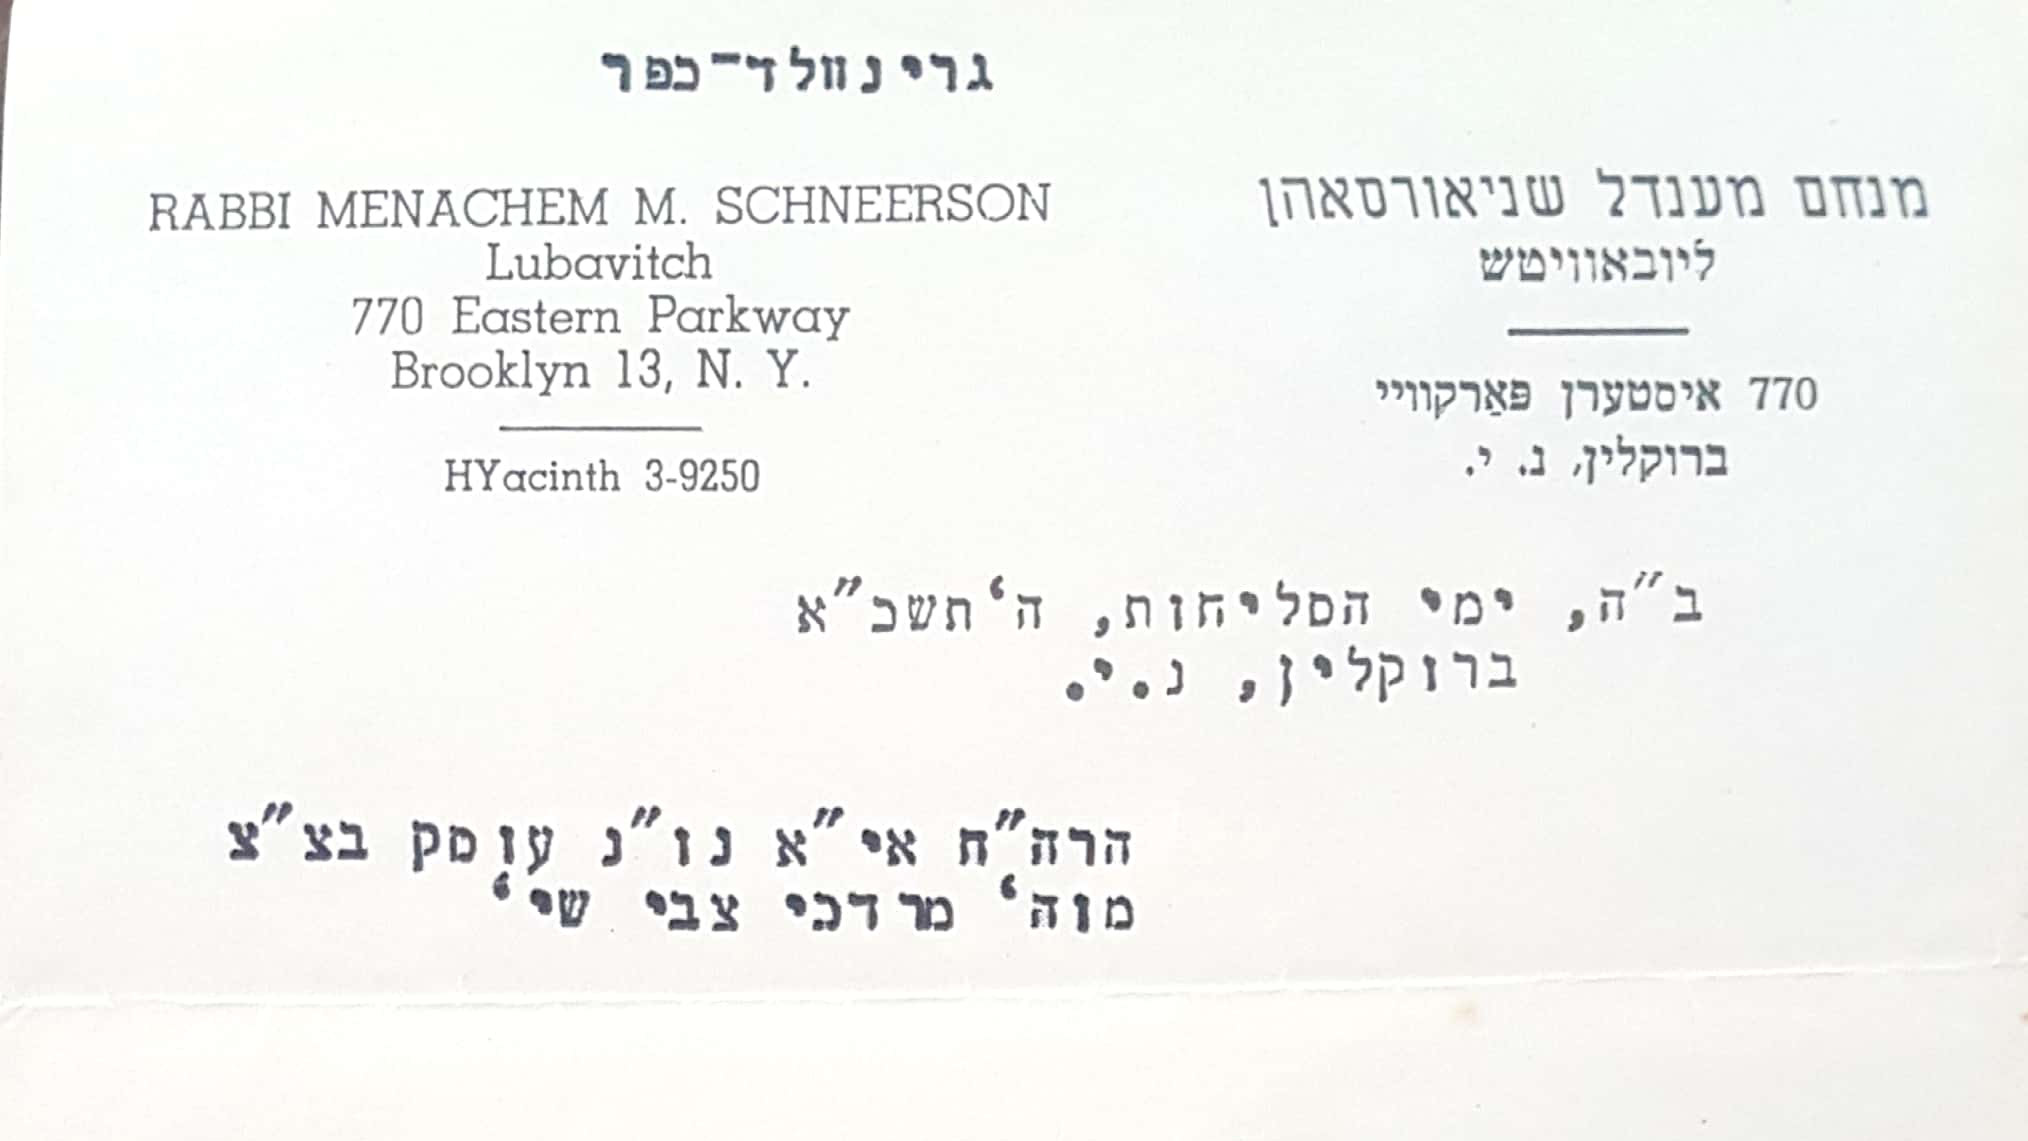 גרינוולד־כפר
RABBI MENACHEM M. SCHNEERSON
Lubavitch
770 Eastern Parkway
Brooklyn 13, N. Y.
HYacinth 3-9250
מנחם מענדל שניאורסאהן
ליובאוויטש
770 איסטערן פּאַרקוויי
ברוקלין, נ. י.
ב"ה, ימי הסליחות, ה' תשכ"א
ברוקלין, נ.י.
הרה"ח אי"א נו"נ עוסק בצ"צ
מוה' מרדכי צבי שי'